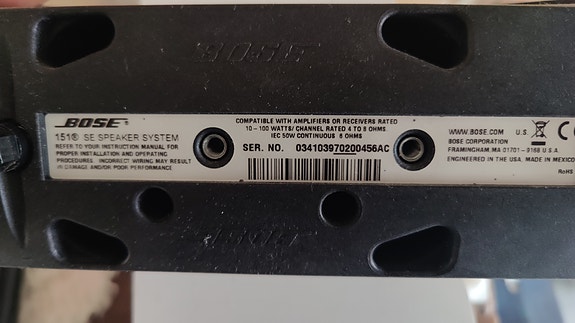 BOSE
BOSE®
151® SE SPEAKER SYSTEM
REFER TO YOUR INSTRUCTION MANUAL FOR
PROPER INSTALLATION AND OPERATING
PROCEDURES. INCORRECT WIRING MAY RESULT
IN DAMAGE AND/OR POOR PERFORMANCE.
COMPATIBLE WITH AMPLIFIERS OR RECEIVERS RATED
10 - 100 WATTS/ CHANNEL RATED 4 TO 8 OHMS
IEC 50W CONTINUOUS 6 OHMS
SER. NO. 034103970200456AC
WWW.BOSE.COM U.S.
BOSE CORPORATION
FRAMINGHAM, MA 01701-9168 U.S.A.
ENGINEERED IN THE USA, MADE IN MEXICO
RoHS
BOSE